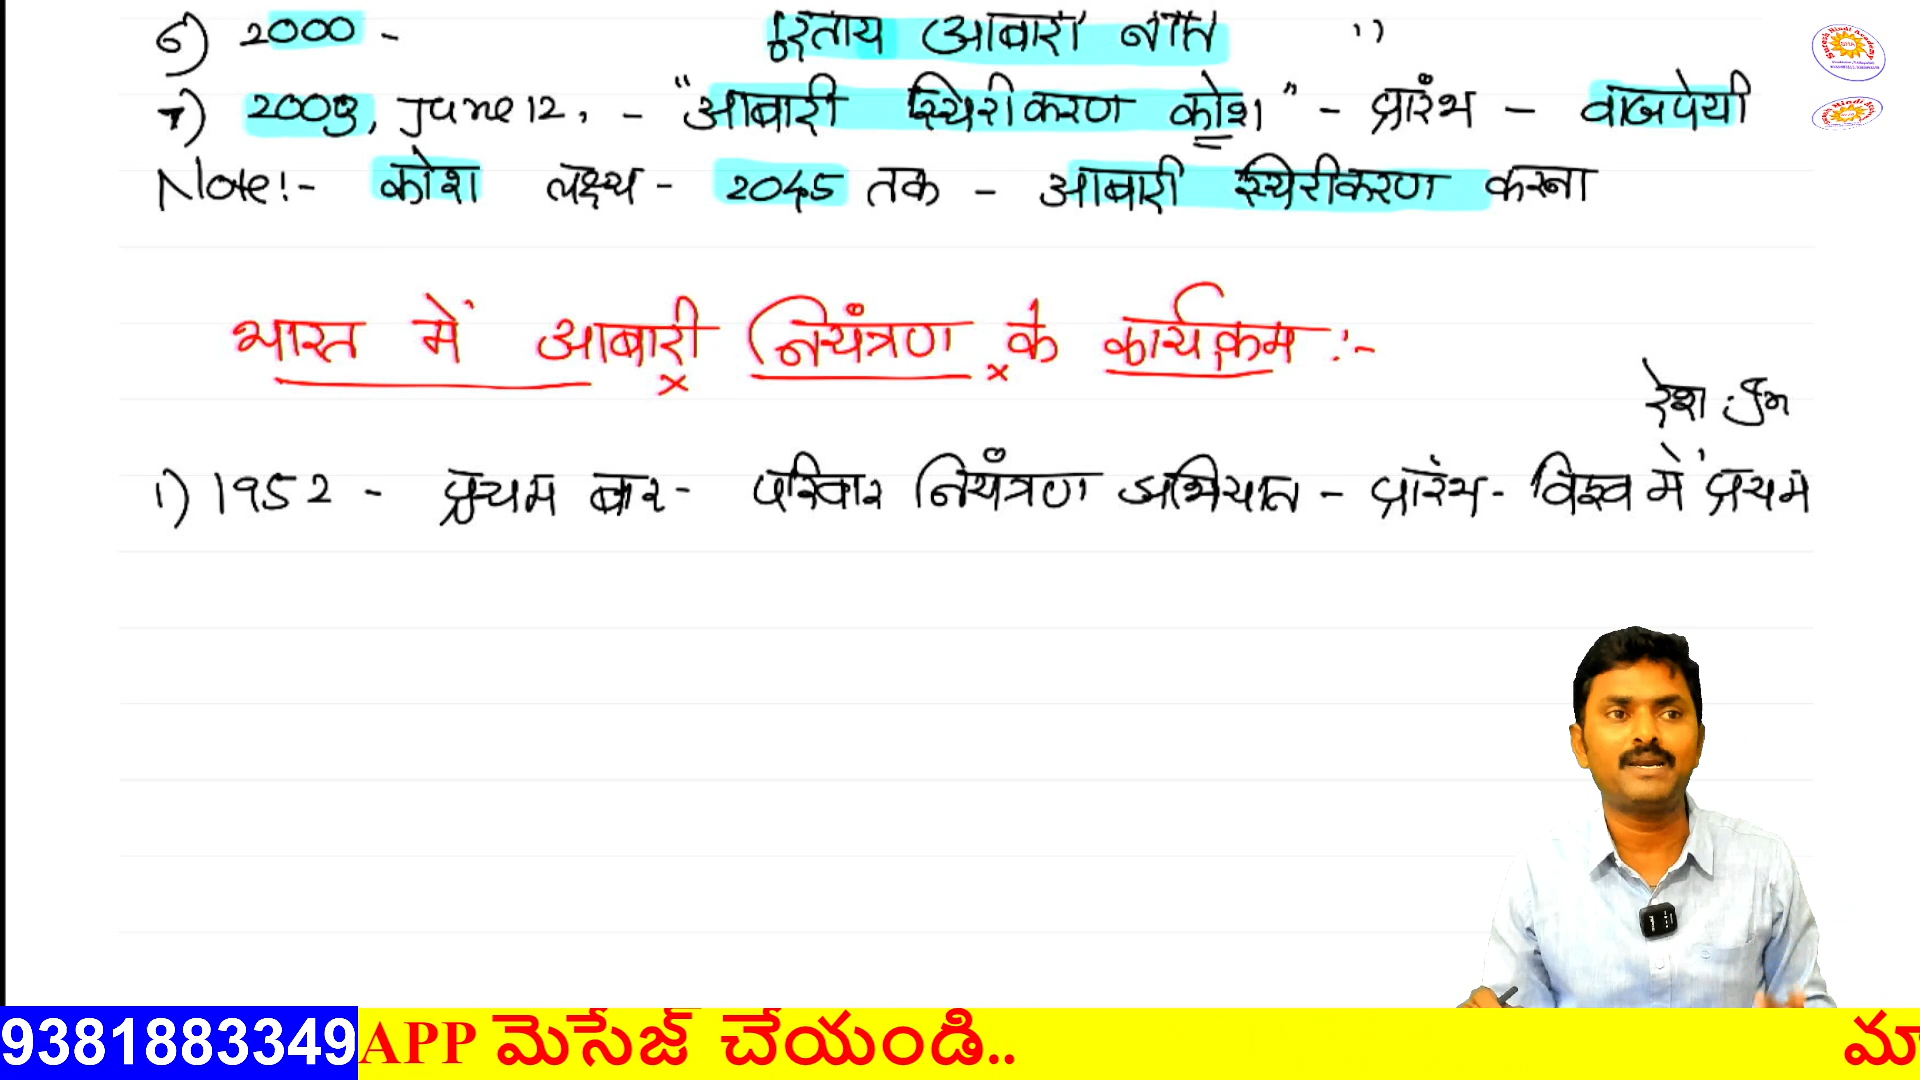 6) 2000 - द्वितीय आबारी नीति "
7) 2003, June 12, - "आबारी स्थिरीकरण कोश" - प्रारंभ - वाजपेयी
Note:- कोश लक्ष्य - 2045 तक - आबारी स्थिरीकरण करना
भारत में आबारी नियंत्रण के कार्यक्रम :-
देश : In
1) 1952 - प्रथम बार - परिवार नियंत्रण अभियान - प्रारंभ - विश्व में प्रथम
9381883349 APP మెసేజ్ చేయండి..